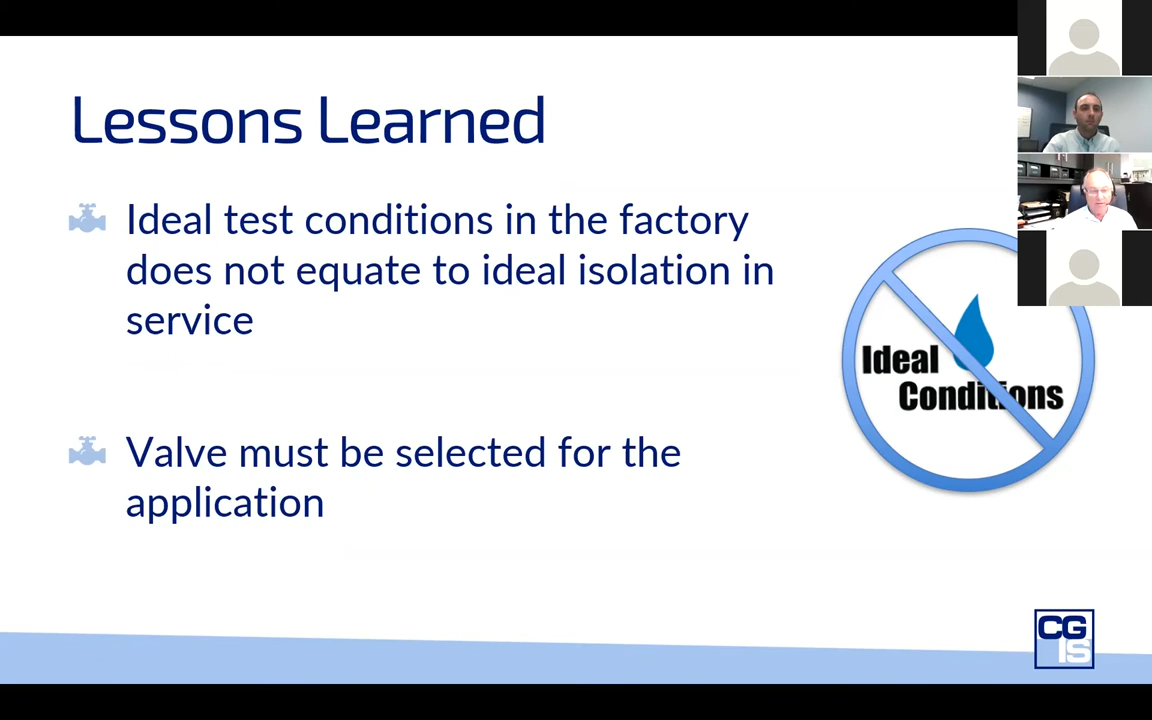 Lessons Learned
Ideal test conditions in the factory
does not equate to ideal isolation in
service
Valve must be selected for the
application
Ideal
Conditions
CG
IS